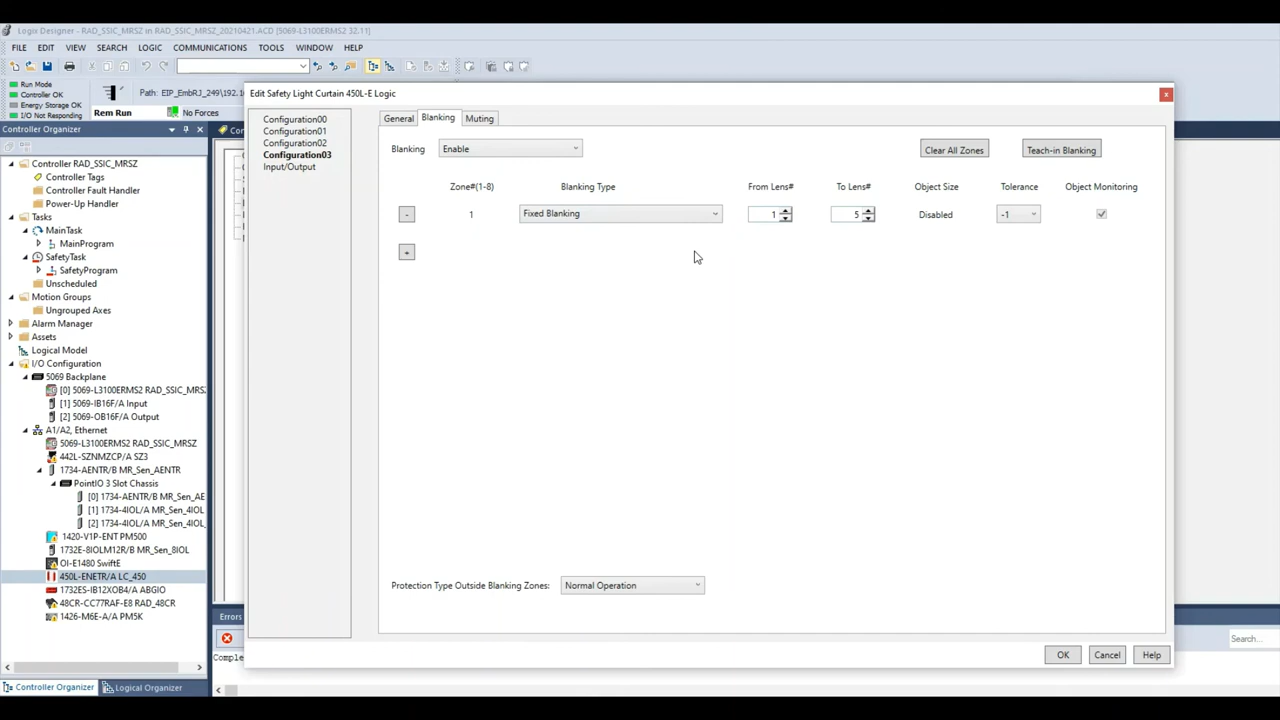 Logix Designer - RAD_SSIC_MRSZ in RAD_SSIC_MRSZ_20210421.ACD [5069-L3100ERMS2 32.11]
FILE EDIT VIEW SEARCH LOGIC COMMUNICATIONS TOOLS WINDOW HELP
Run Mode
Controller OK
Energy Storage OK
I/O Not Responding
Path: EIP_EmbRJ_249\192.1
Rem Run
No Forces
Controller Organizer
Controller RAD_SSIC_MRSZ
Controller Tags
Controller Fault Handler
Power-Up Handler
Tasks
MainTask
MainProgram
SafetyTask
SafetyProgram
Unscheduled
Motion Groups
Ungrouped Axes
Alarm Manager
Assets
Logical Model
I/O Configuration
5069 Backplane
[0] 5069-L3100ERMS2 RAD_SSIC_MRSZ
[1] 5069-IB16F/A Input
[2] 5069-OB16F/A Output
A1/A2, Ethernet
5069-L3100ERMS2 RAD_SSIC_MRSZ
442L-SZNMZCP/A SZ3
1734-AENTR/B MR_Sen_AENTR
PointIO 3 Slot Chassis
[0] 1734-AENTR/B MR_Sen_AE
[1] 1734-4IOL/A MR_Sen_4IOL
[2] 1734-4IOL/A MR_Sen_4IOL_
1420-V1P-ENT PM500
1732E-8IOLM12R/B MR_Sen_8IOL
OI-E1480 SwiftE
450L-ENETR/A LC_450
1732ES-IB12XOB4/A ABGIO
48CR-CC77RAF-E8 RAD_48CR
1426-M6E-A/A PM5K
Controller Organizer
Logical Organizer
Edit Safety Light Curtain 450L-E Logic
x
Configuration00
Configuration01
Configuration02
Configuration03
Input/Output
General Blanking Muting
Blanking Enable Clear All Zones Teach-in Blanking
Zone#(1-8) Blanking Type From Lens# To Lens# Object Size Tolerance Object Monitoring
- 1 Fixed Blanking 1 5 Disabled -1
+
Protection Type Outside Blanking Zones: Normal Operation
OK Cancel Help
Errors
Search...
Comple